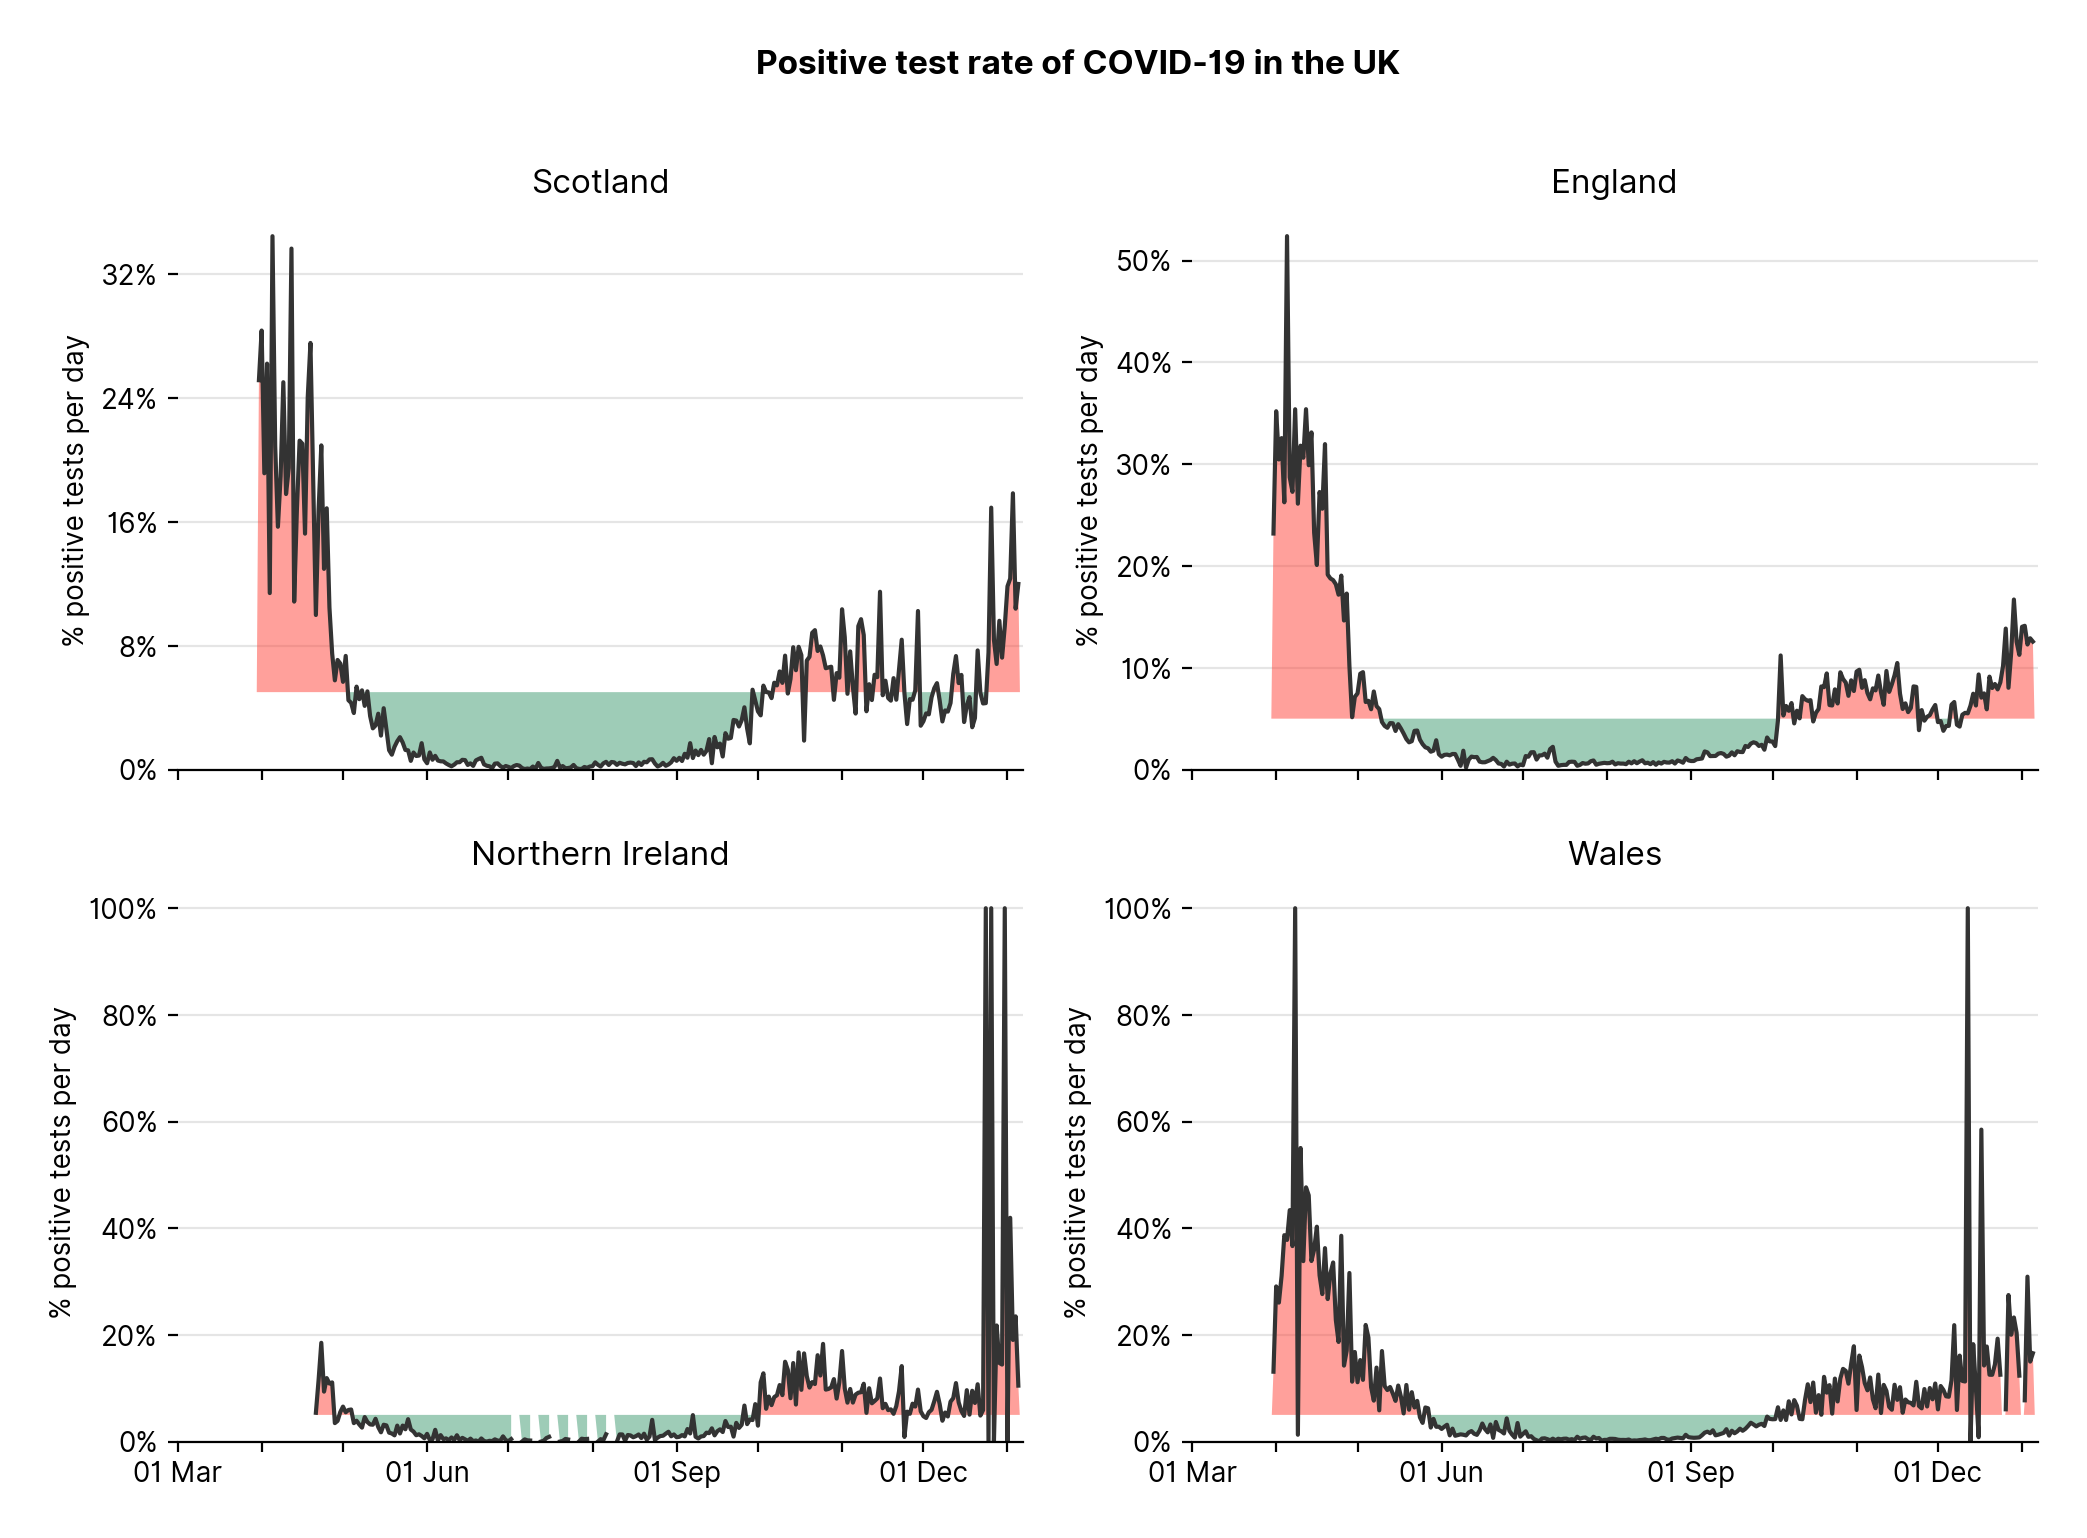 Positive test rate of COVID-19 in the UK
Scotland
% positive tests per day
32%
24%
16%
8%
0%
England
% positive tests per day
50%
40%
30%
20%
10%
0%
Northern Ireland
% positive tests per day
100%
80%
60%
40%
20%
0%
01 Mar 01 Jun 01 Sep 01 Dec
Wales
% positive tests per day
100%
80%
60%
40%
20%
0%
01 Mar 01 Jun 01 Sep 01 Dec